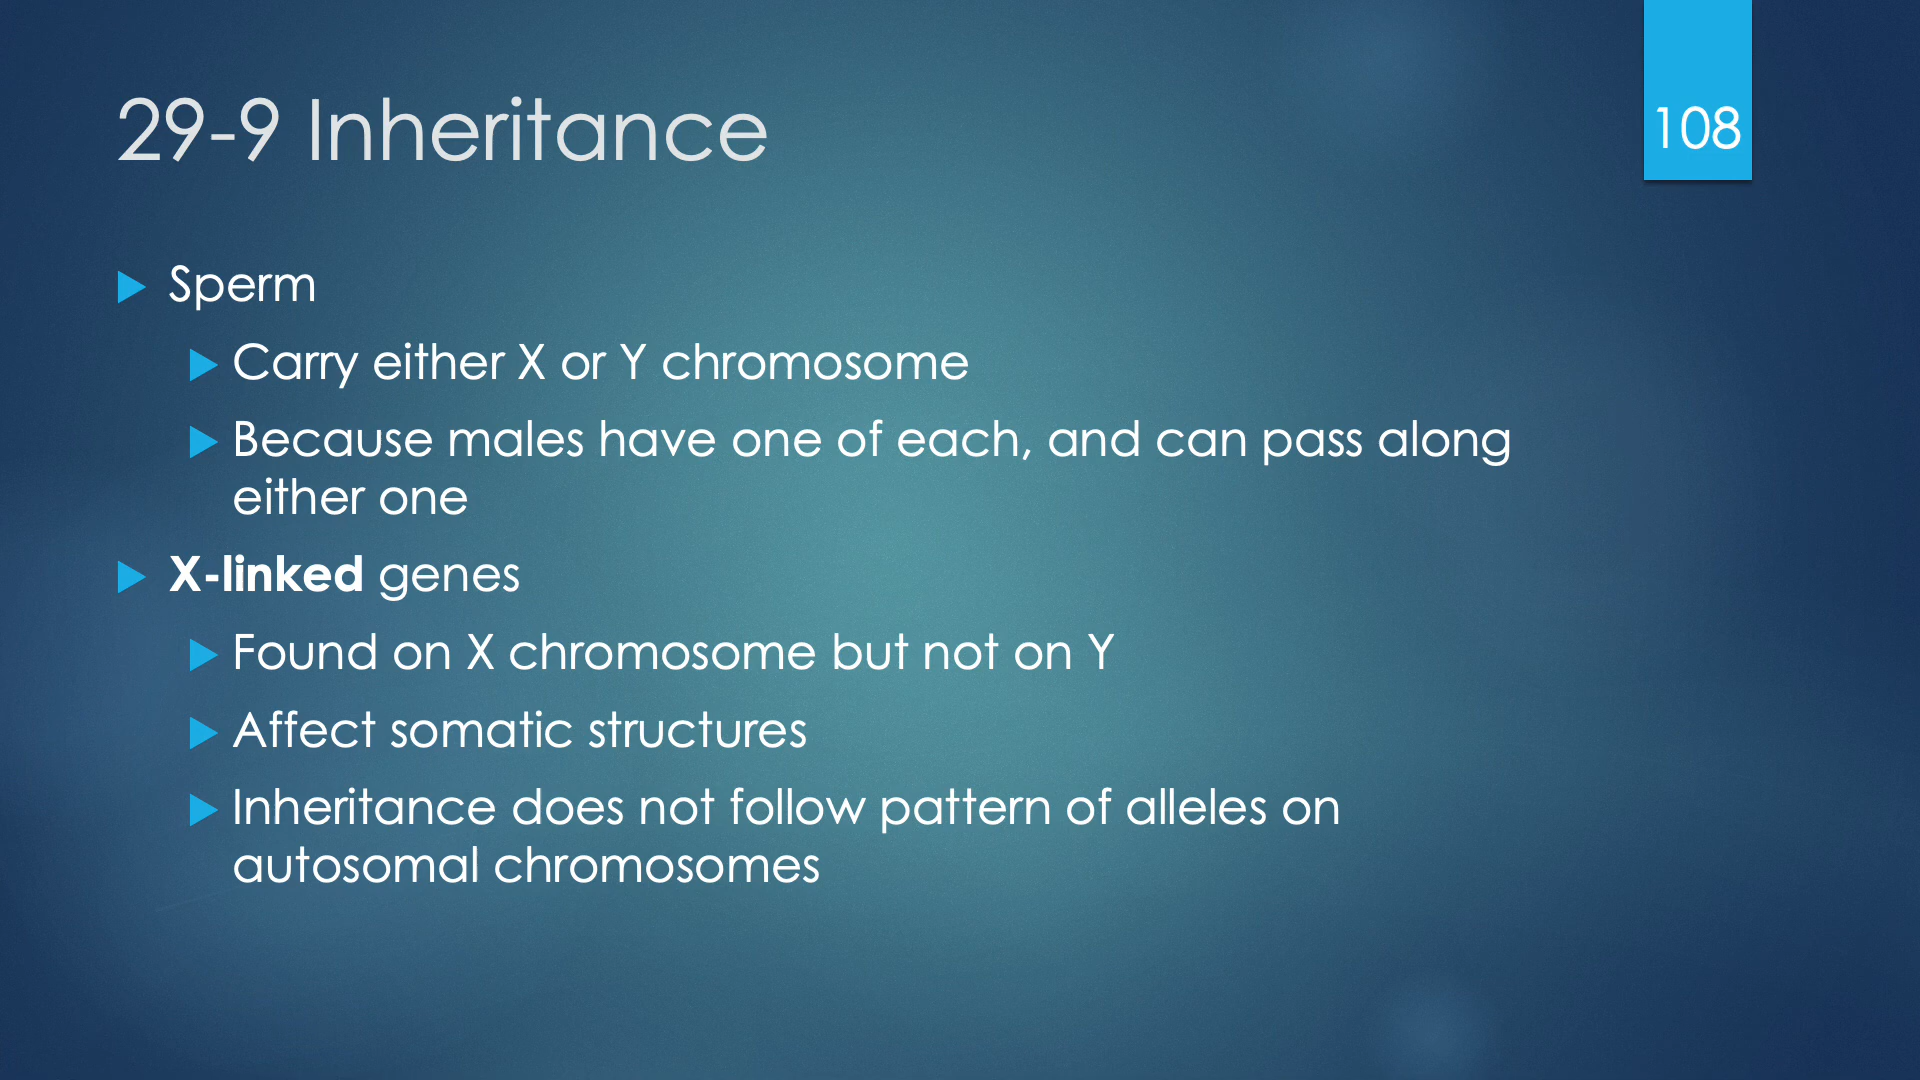 29-9 Inheritance
108
Sperm
Carry either X or Y chromosome
Because males have one of each, and can pass along
either one
X-linked genes
Found on X chromosome but not on Y
Affect somatic structures
Inheritance does not follow pattern of alleles on
autosomal chromosomes